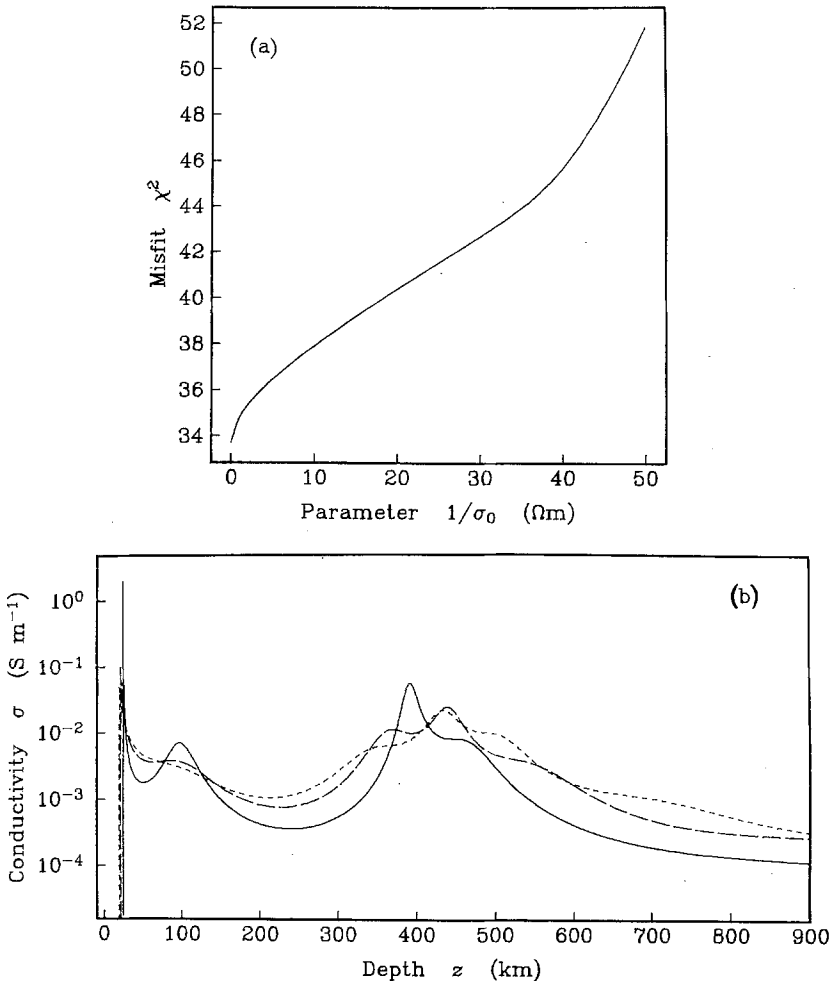 (a)
52
50
48
46
44
42
40
38
36
34
Misfit χ²
0 10 20 30 40 50
Parameter 1/σ₀ (Ωm)
(b)
10⁰
10⁻¹
10⁻²
10⁻³
10⁻⁴
Conductivity σ (S m⁻¹)
0 100 200 300 400 500 600 700 800 900
Depth z (km)